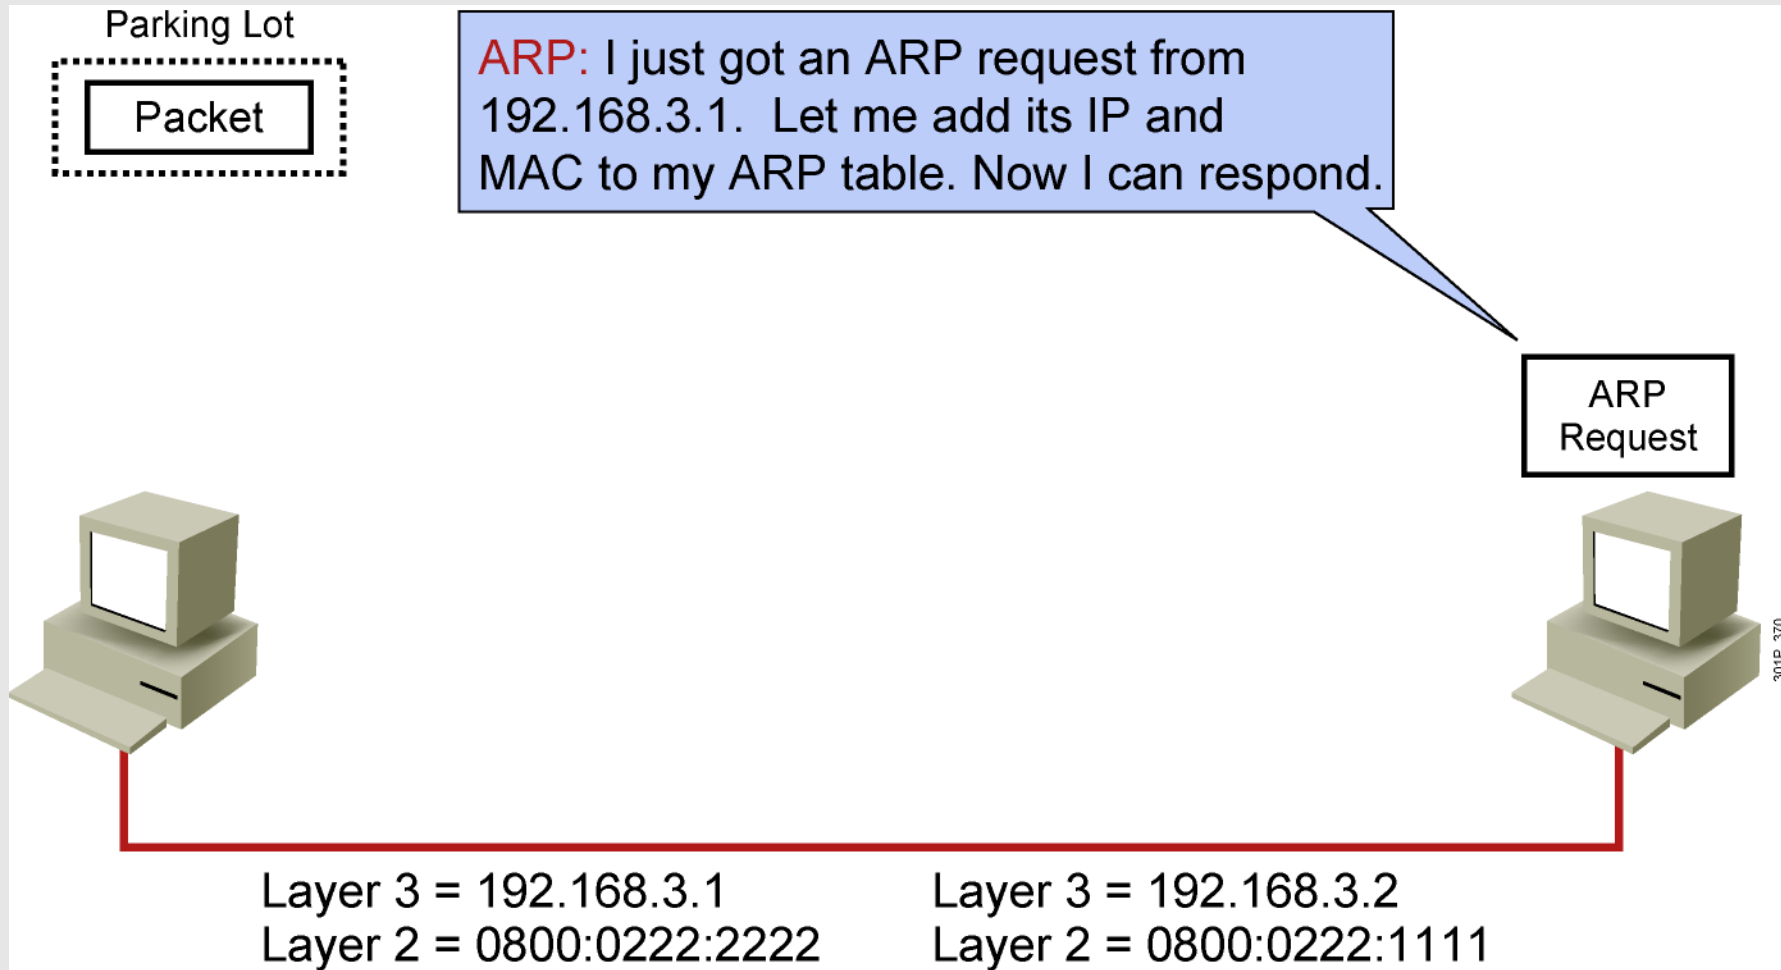 Parking Lot
Packet
ARP: I just got an ARP request from
192.168.3.1.  Let me add its IP and
MAC to my ARP table. Now I can respond.
ARP
Request
301P_370
Layer 3 = 192.168.3.1
Layer 2 = 0800:0222:2222
Layer 3 = 192.168.3.2
Layer 2 = 0800:0222:1111